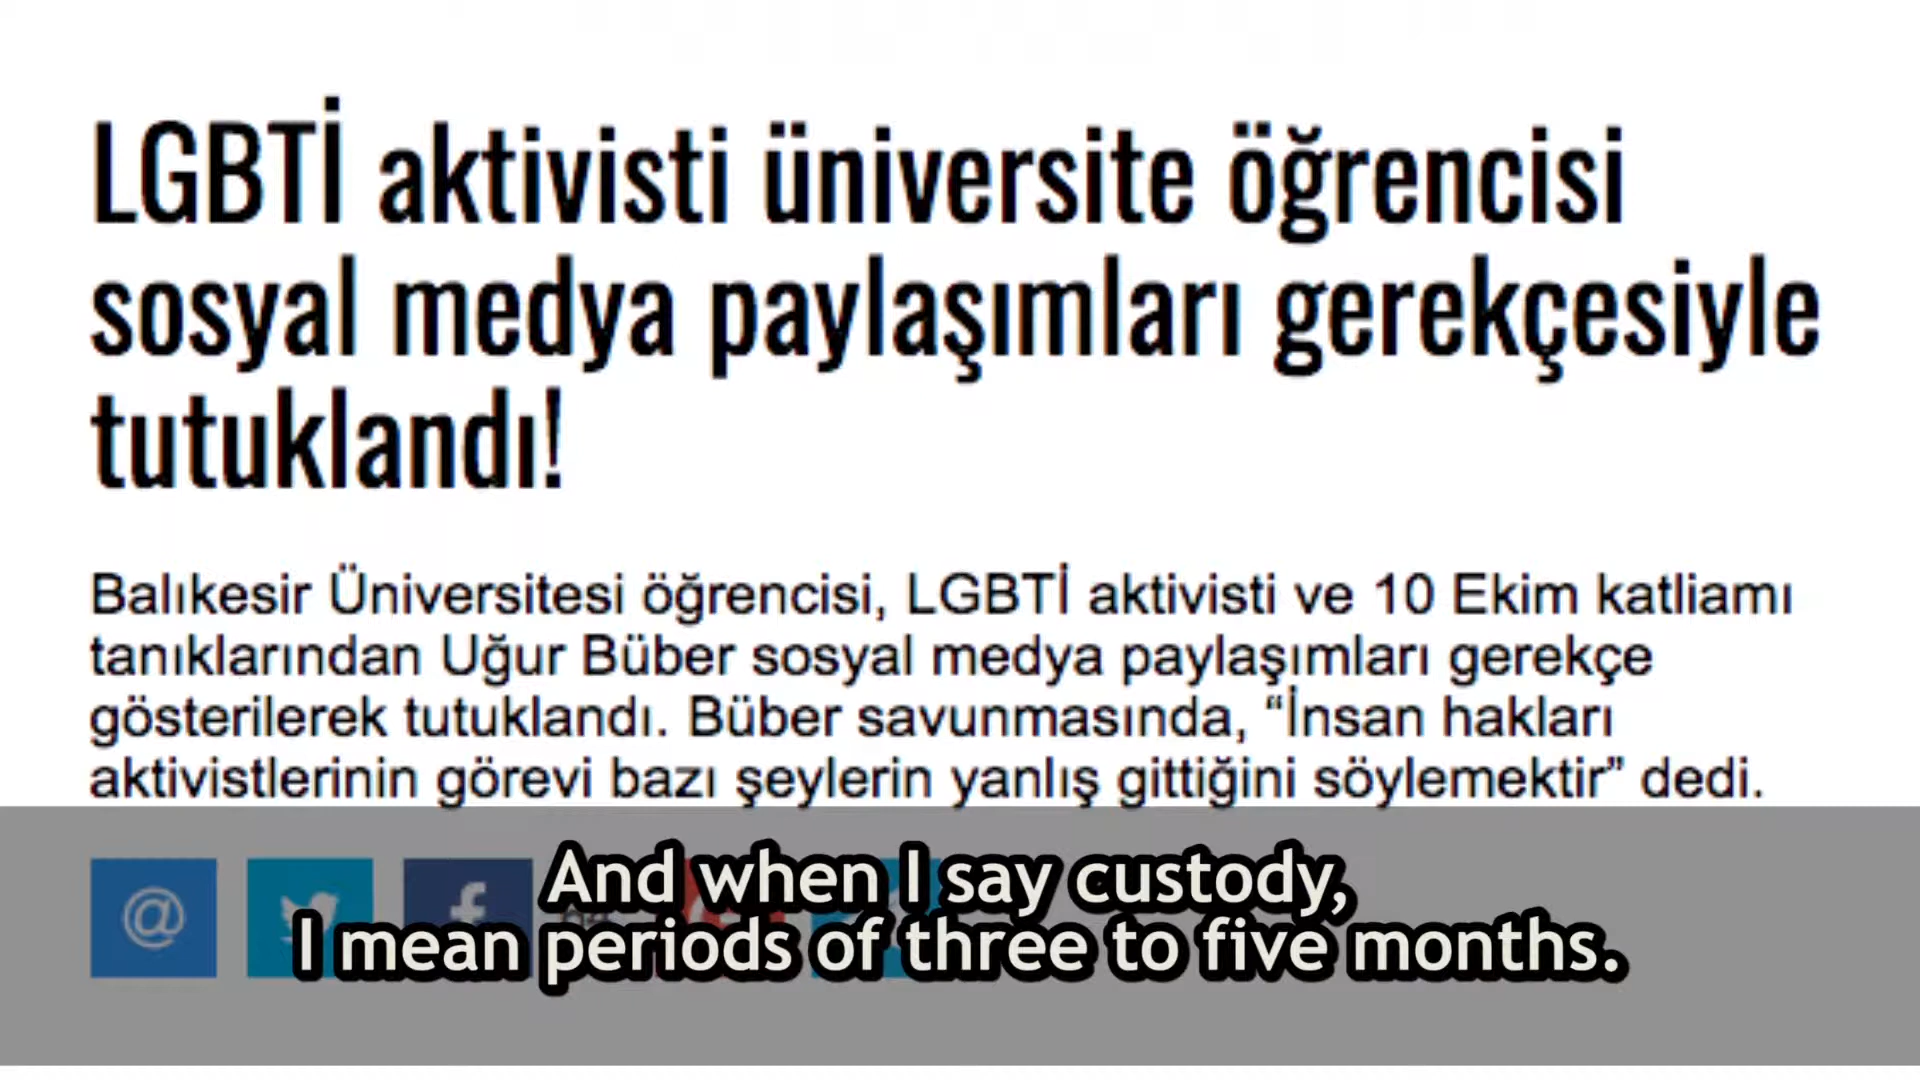 LGBTİ aktivisti üniversite öğrencisi
sosyal medya paylaşımları gerekçesiyle
tutuklandı!
Balıkesir Üniversitesi öğrencisi, LGBTİ aktivisti ve 10 Ekim katliamı
tanıklarından Uğur Büber sosyal medya paylaşımları gerekçe
gösterilerek tutuklandı. Büber savunmasında, “İnsan hakları
aktivistlerinin görevi bazı şeylerin yanlış gittiğini söylemektir” dedi.
And when I say custody,
I mean periods of three to five months.